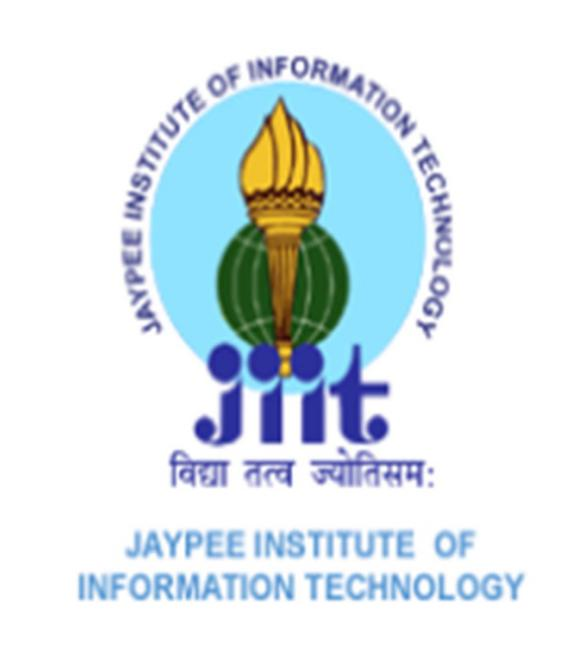 JAYPEE INSTITUTE OF INFORMATION TECHNOLOGY
jiit
विद्या तत्व ज्योतिसम:
JAYPEE INSTITUTE OF
INFORMATION TECHNOLOGY